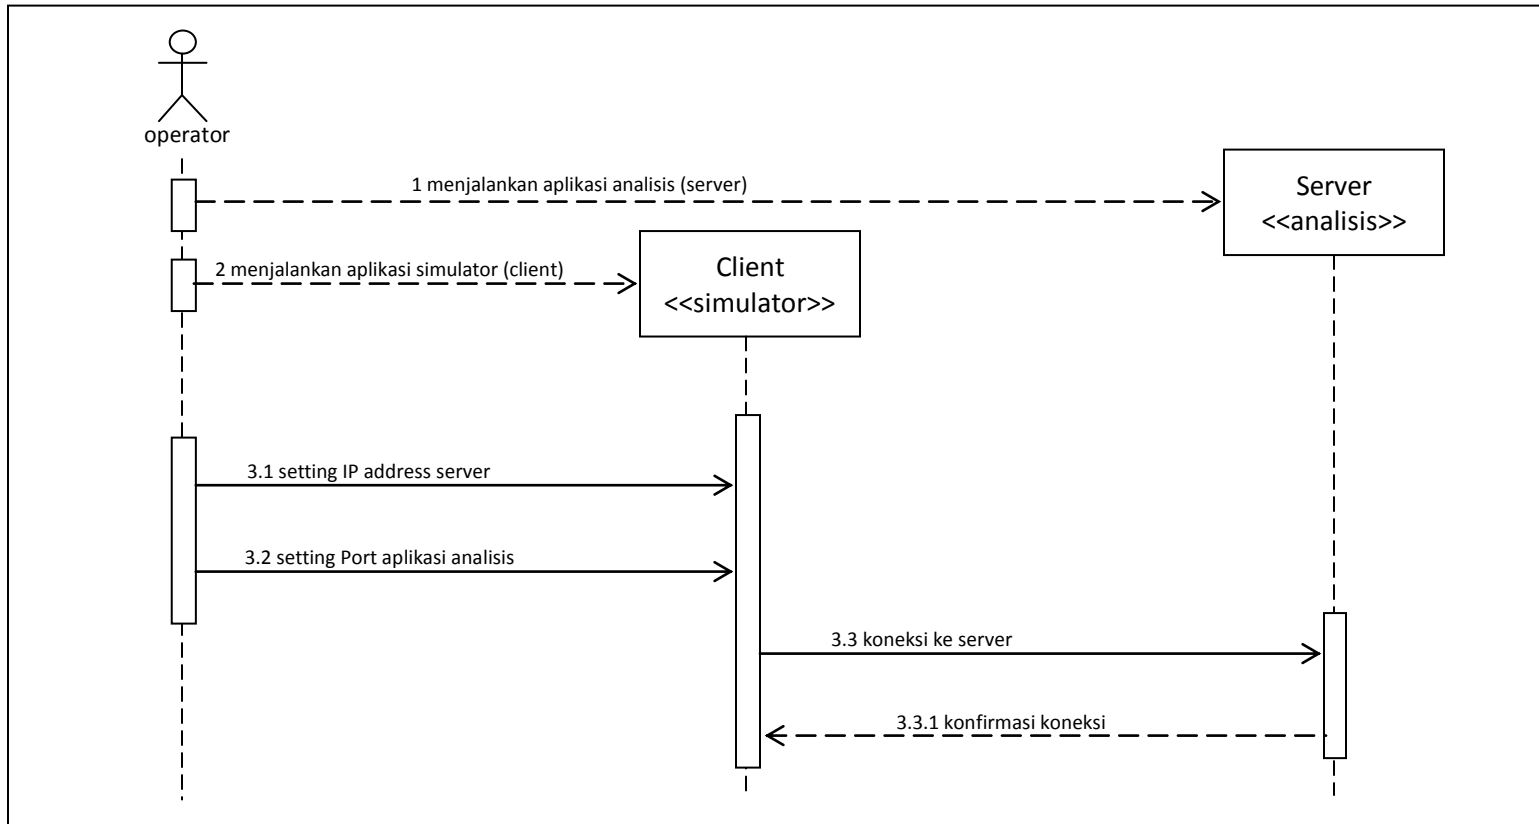 operator
1 menjalankan aplikasi analisis (server)
Server
<<analisis>>
2 menjalankan aplikasi simulator (client)
Client
<<simulator>>
3.1 setting IP address server
3.2 setting Port aplikasi analisis
3.3 koneksi ke server
3.3.1 konfirmasi koneksi